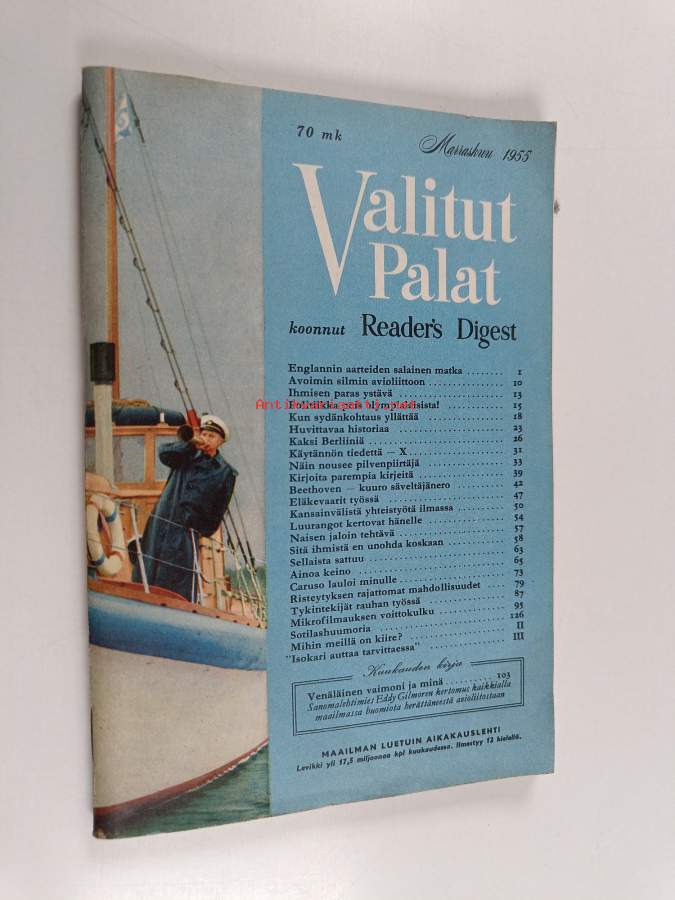 70 mk
Marraskuu 1955
Valitut
Palat
koonnut Reader's Digest
Englannin aarteiden salainen matka ........ 1
Avoimin silmin avioliittoon ........ 10
Ihmisen paras ystävä ........ 13
Politiikka pois olympialaisista! ........ 15
Kun sydänkohtaus yllättää ........ 18
Huvittavaa historiaa ........ 23
Kaksi Berliiniä ........ 26
Käytännön tiedettä — X ........ 31
Näin nousee pilvenpiirtäjä ........ 33
Kirjoita parempia kirjeitä ........ 39
Beethoven — kuuro säveltäjänero ........ 42
Eläkevaarit työssä ........ 47
Kansainvälistä yhteistyötä ilmassa ........ 50
Luurangot kertovat hänelle ........ 54
Naisen jaloin tehtävä ........ 57
Sitä ihmistä en unohda koskaan ........ 58
Sellaista sattuu ........ 63
Ainoa keino ........ 65
Caruso lauloi minulle ........ 73
Risteytyksen rajattomat mahdollisuudet ........ 79
Tykintekijät rauhan työssä ........ 87
Mikrofilmauksen voittokulku ........ 95
Sotilashuumoria ........ 126
Mihin meillä on kiire? ........ II
"Isokari auttaa tarvittaessa" ........ III
Kuukauden kirja
Venäläinen vaimoni ja minä ........ 103
Sanomalehtimies Eddy Gilmoren kertomus kaikkialla
maailmassa huomiota herättäneestä avioliitostaan
MAAILMAN LUETUIN AIKAKAUSLEHTI
Levikki yli 17,5 miljoonaa kpl kuukaudessa. Ilmestyy 12 kielellä.